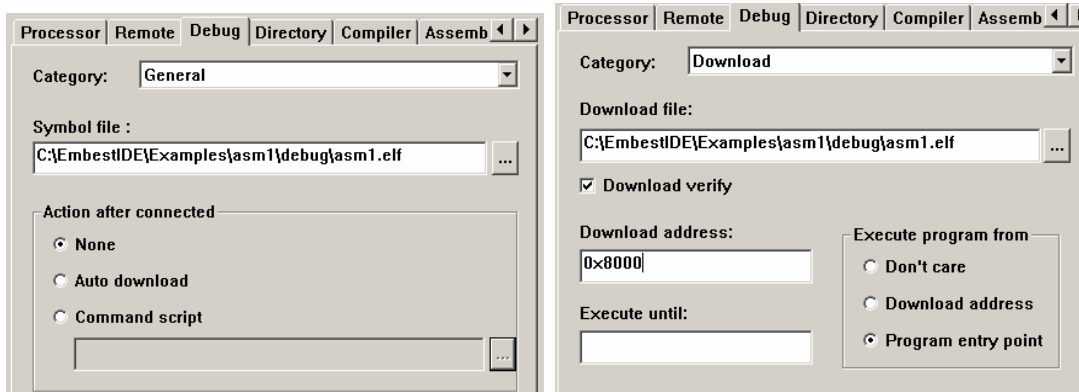 Processor Remote Debug Directory Compiler Assemb
Category: General
Symbol file :
C:\EmbestIDE\Examples\asm1\debug\asm1.elf ...
Action after connected
None
Auto download
Command script
...
Processor Remote Debug Directory Compiler Assemb
Category: Download
Download file:
C:\EmbestIDE\Examples\asm1\debug\asm1.elf ...
Download verify
Download address:
0x8000
Execute until:
Execute program from
Don't care
Download address
Program entry point